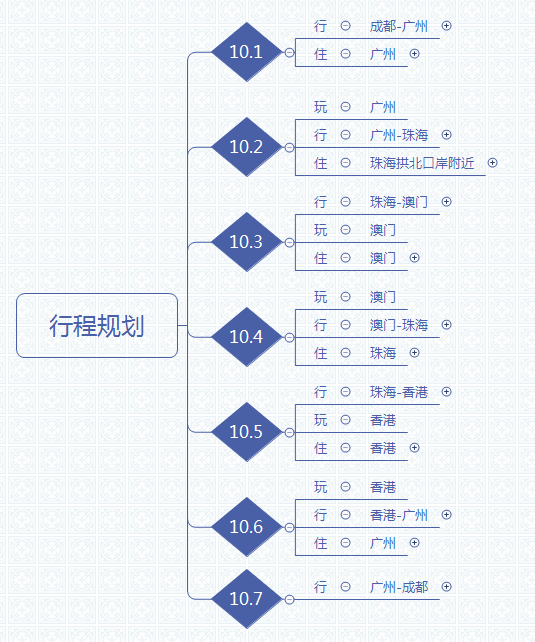 行程规划
10.1
行 成都-广州
住 广州
10.2
玩 广州
行 广州-珠海
住 珠海拱北口岸附近
10.3
行 珠海-澳门
玩 澳门
住 澳门
10.4
玩 澳门
行 澳门-珠海
住 珠海
10.5
行 珠海-香港
玩 香港
住 香港
10.6
玩 香港
行 香港-广州
住 广州
10.7
行 广州-成都